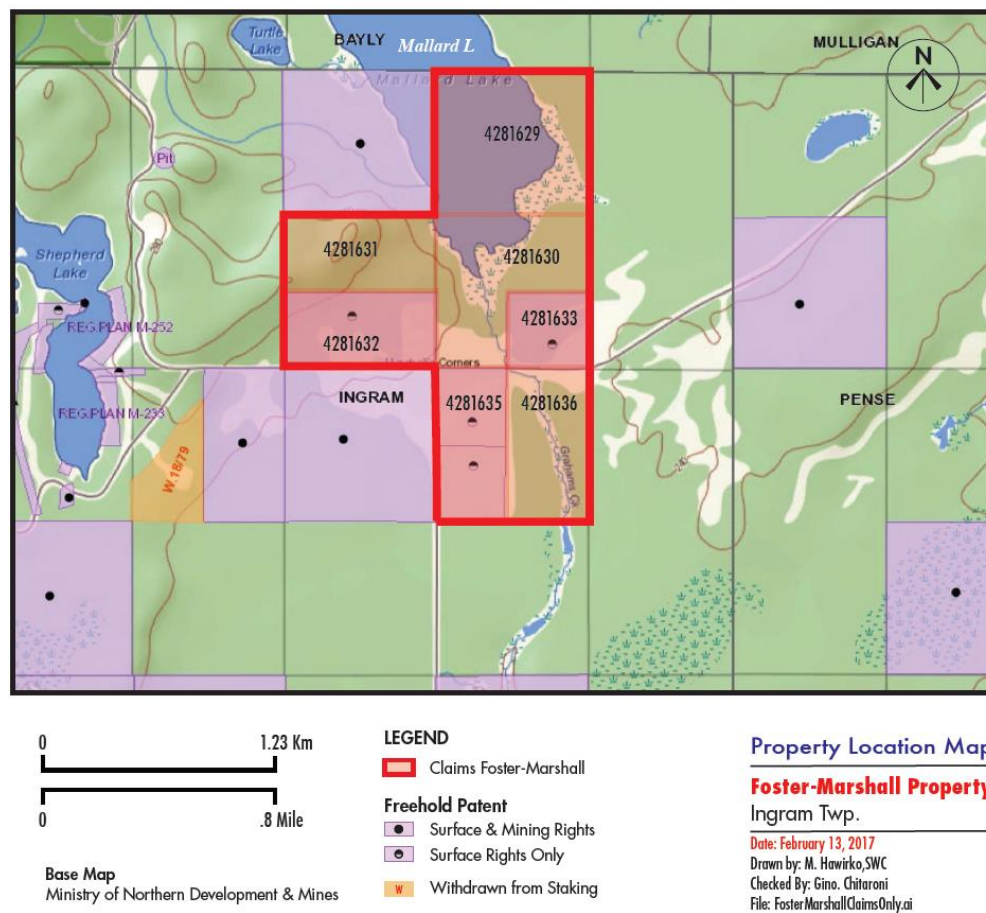 Turtle
Lake
BAYLY
Mallard L
MULLIGAN
N
Mallard Lake
4281629
Pit
280
4281631
4281630
Shepherd
Lake
4281633
REG.PLAN M-252
4281632
Corners
INGRAM
4281635
4281636
PENSE
REG.PLAN M-233
W.18/79
Grahams Ck
240
0
1.23 Km
0
.8 Mile
Base Map
Ministry of Northern Development & Mines
LEGEND
Claims Foster-Marshall
Freehold Patent
Surface & Mining Rights
Surface Rights Only
W
Withdrawn from Staking
Property Location Map
Foster-Marshall Property
Ingram Twp.
Date: February 13, 2017
Drawn by: M. Hawirko,SWC
Checked By: Gino. Chitaroni
File: FosterMarshallClaimsOnly.ai